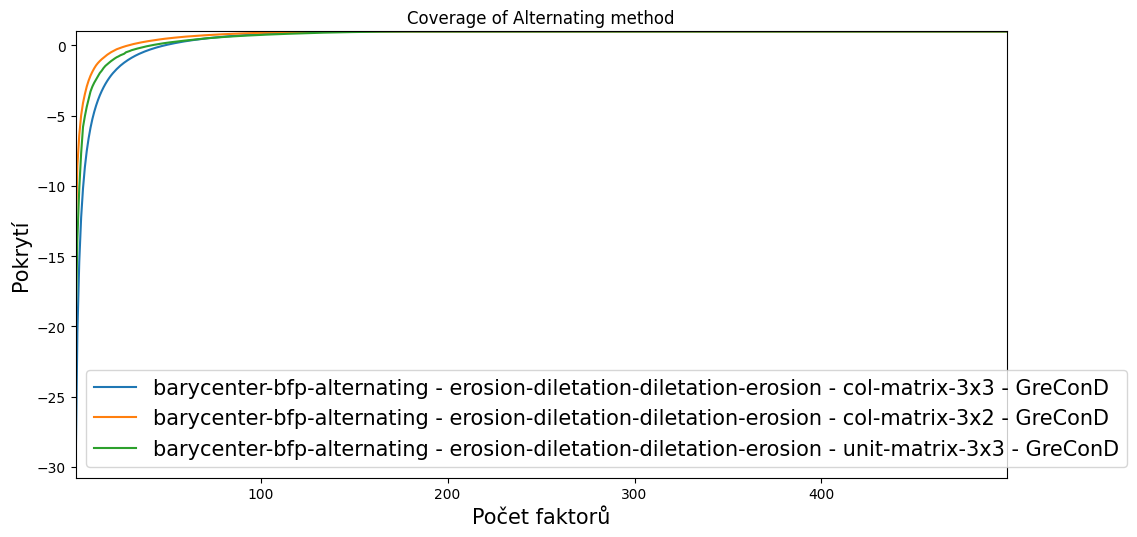 Coverage of Alternating method
0
−5
−10
−15
−20
−25
−30
Pokrytí
barycenter-bfp-alternating - erosion-diletation-diletation-erosion - col-matrix-3x3 - GreConD
barycenter-bfp-alternating - erosion-diletation-diletation-erosion - col-matrix-3x2 - GreConD
barycenter-bfp-alternating - erosion-diletation-diletation-erosion - unit-matrix-3x3 - GreConD
100
200
300
400
Počet faktorů